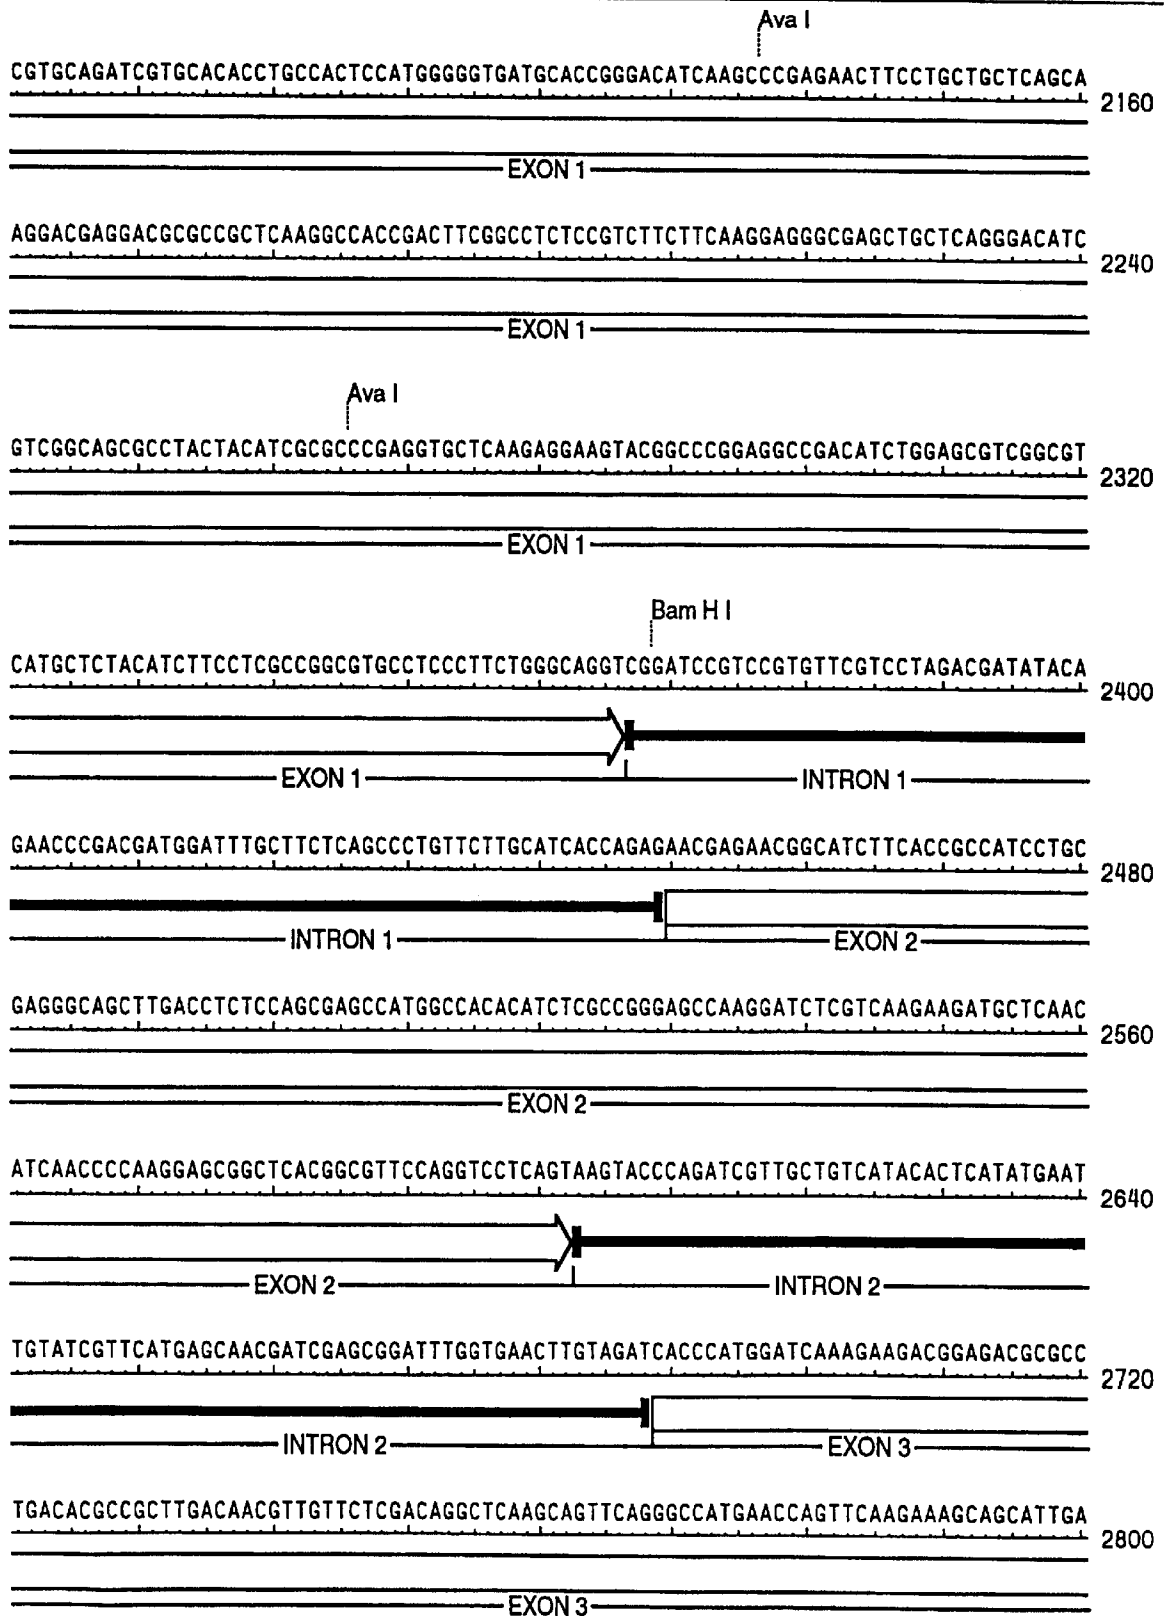 Ava I
CGTGCAGATCGTGCACACCTGCCACTCCATGGGGGTGATGCACCGGGACATCAAGCCCGAGAACTTCCTGCTGCTCAGCA
2160
EXON 1
AGGACGAGGACGCGCCGCTCAAGGCCACCGACTTCGGCCTCTCCGTCTTCTTCAAGGAGGGCGAGCTGCTCAGGGACATC
2240
EXON 1
Ava I
GTCGGCAGCGCCTACTACATCGCGCCCGAGGTGCTCAAGAGGAAGTACGGCCCGGAGGCCGACATCTGGAGCGTCGGCGT
2320
EXON 1
Bam H I
CATGCTCTACATCTTCCTCGCCGGCGTGCCTCCCTTCTGGGCAGGTCGGATCCGTCCGTGTTCGTCCTAGACGATATACA
2400
EXON 1 INTRON 1
GAACCCGACGATGGATTTGCTTCTCAGCCCTGTTCTTGCATCACCAGAGAACGAGAACGGCATCTTCACCGCCATCCTGC
2480
INTRON 1 EXON 2
GAGGGCAGCTTGACCTCTCCAGCGAGCCATGGCCACACATCTCGCCGGGAGCCAAGGATCTCGTCAAGAAGATGCTCAAC
2560
EXON 2
ATCAACCCCAAGGAGCGGCTCACGGCGTTCCAGGTCCTCAGTAAGTACCCAGATCGTTGCTGTCATACACTCATATGAAT
2640
EXON 2 INTRON 2
TGTATCGTTCATGAGCAACGATCGAGCGGATTTGGTGAACTTGTAGATCACCCATGGATCAAAGAAGACGGAGACGCGCC
2720
INTRON 2 EXON 3
TGACACGCCGCTTGACAACGTTGTTCTCGACAGGCTCAAGCAGTTCAGGGCCATGAACCAGTTCAAGAAAGCAGCATTGA
2800
EXON 3